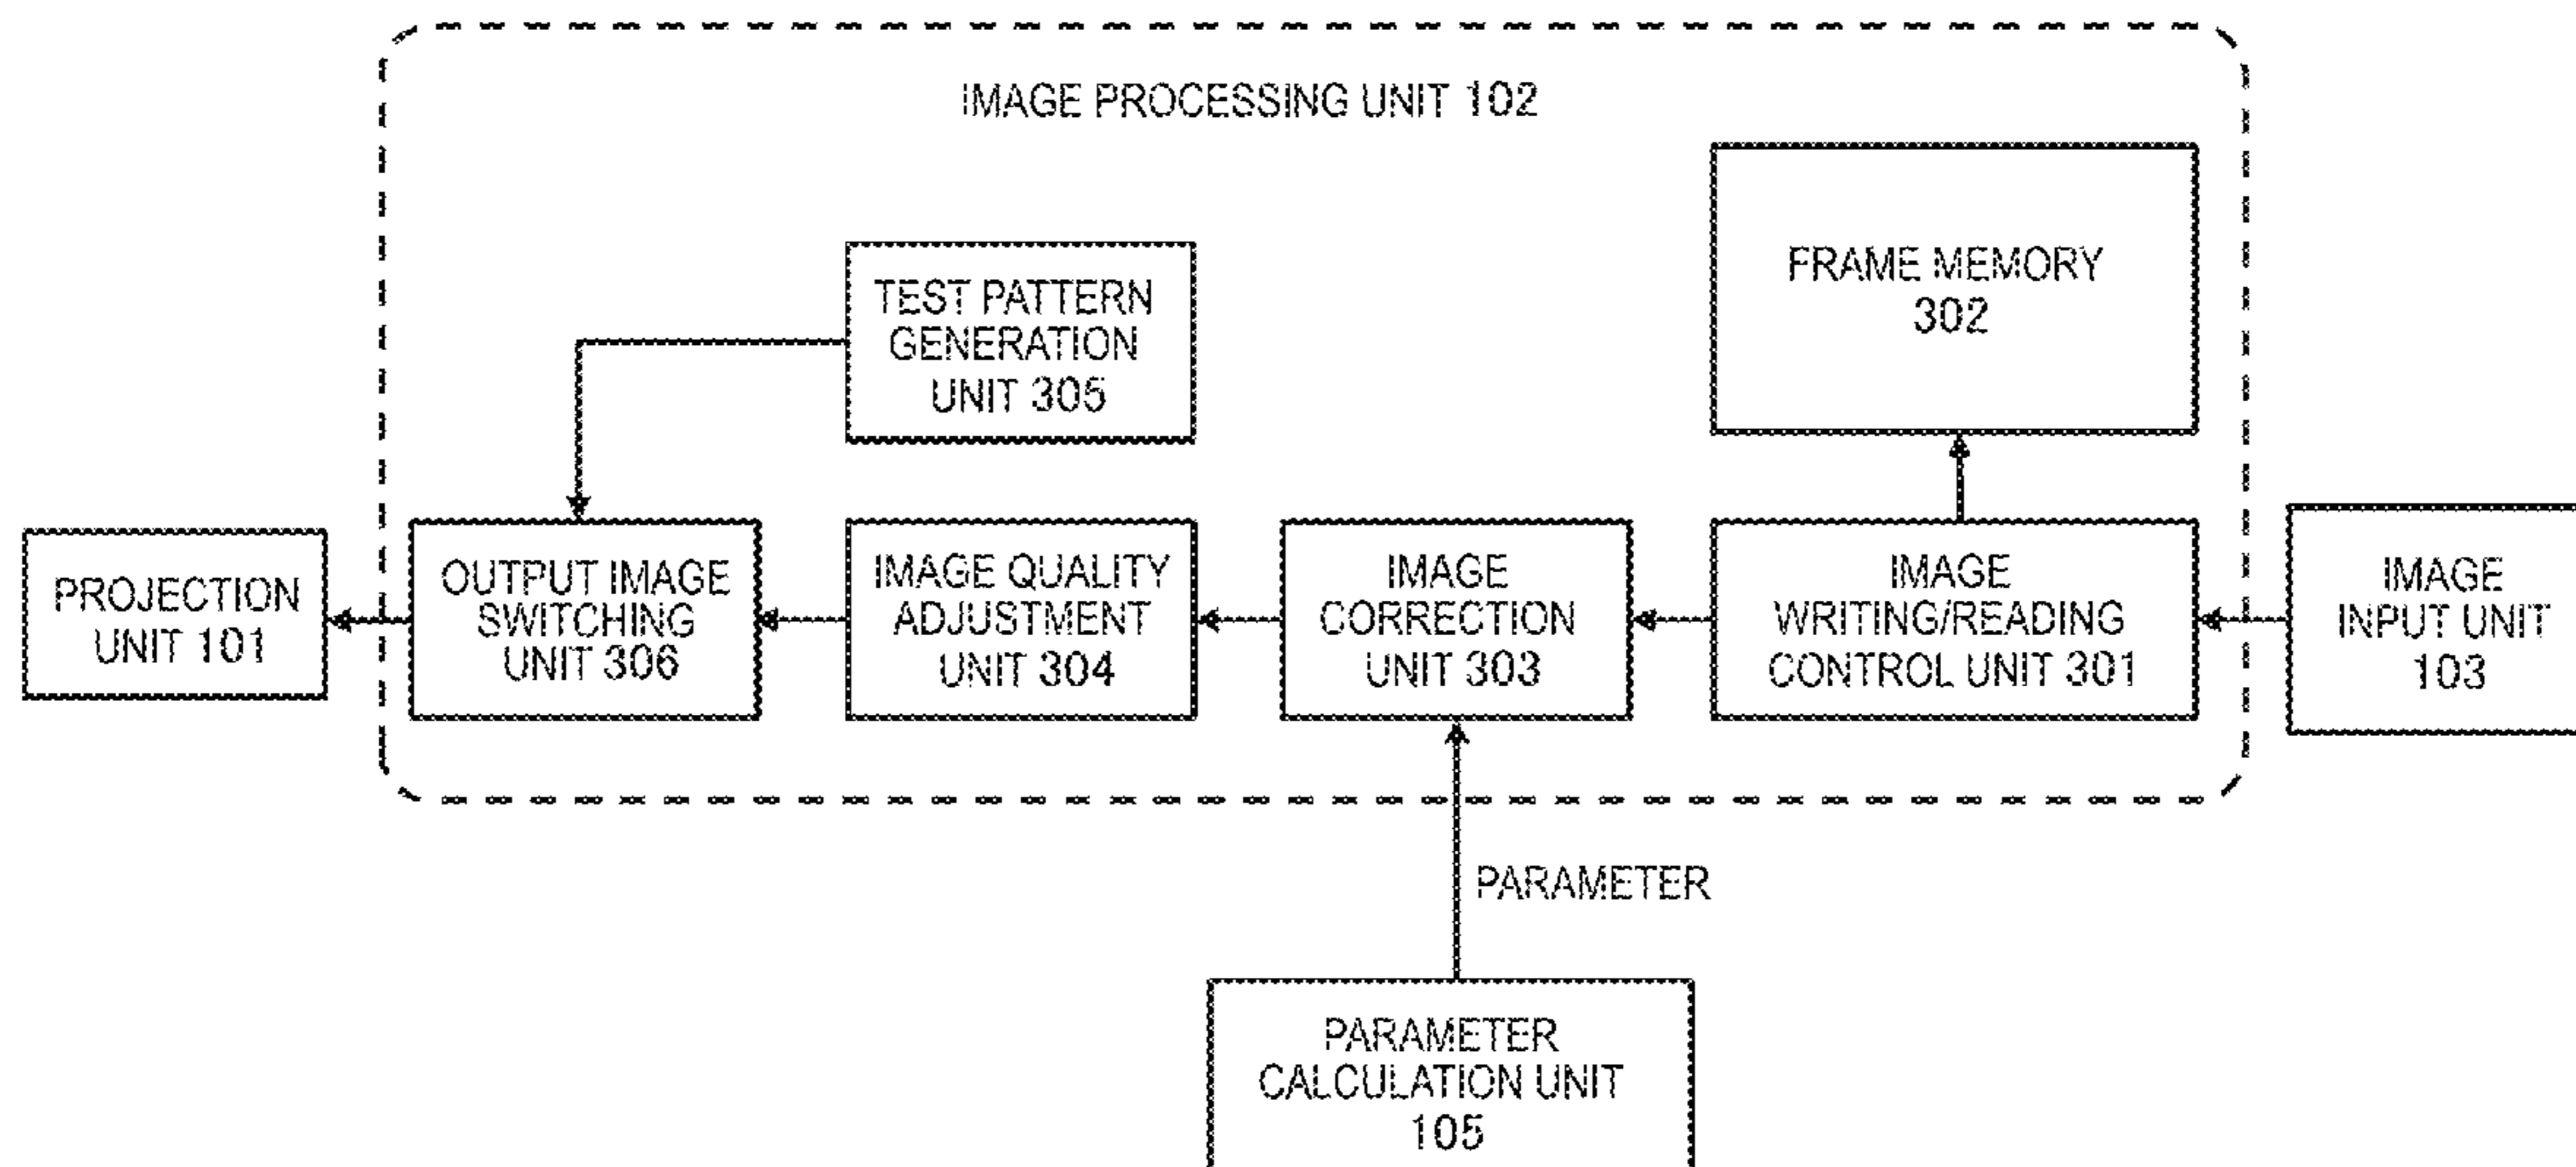 IMAGE PROCESSING UNIT 102
FRAME MEMORY
302
TEST PATTERN
GENERATION
UNIT 305
PROJECTION
UNIT 101
OUTPUT IMAGE
SWITCHING
UNIT 306
IMAGE QUALITY
ADJUSTMENT
UNIT 304
IMAGE
CORRECTION
UNIT 303
IMAGE
WRITING/READING
CONTROL UNIT 301
IMAGE
INPUT UNIT
103
PARAMETER
PARAMETER
CALCULATION UNIT
105